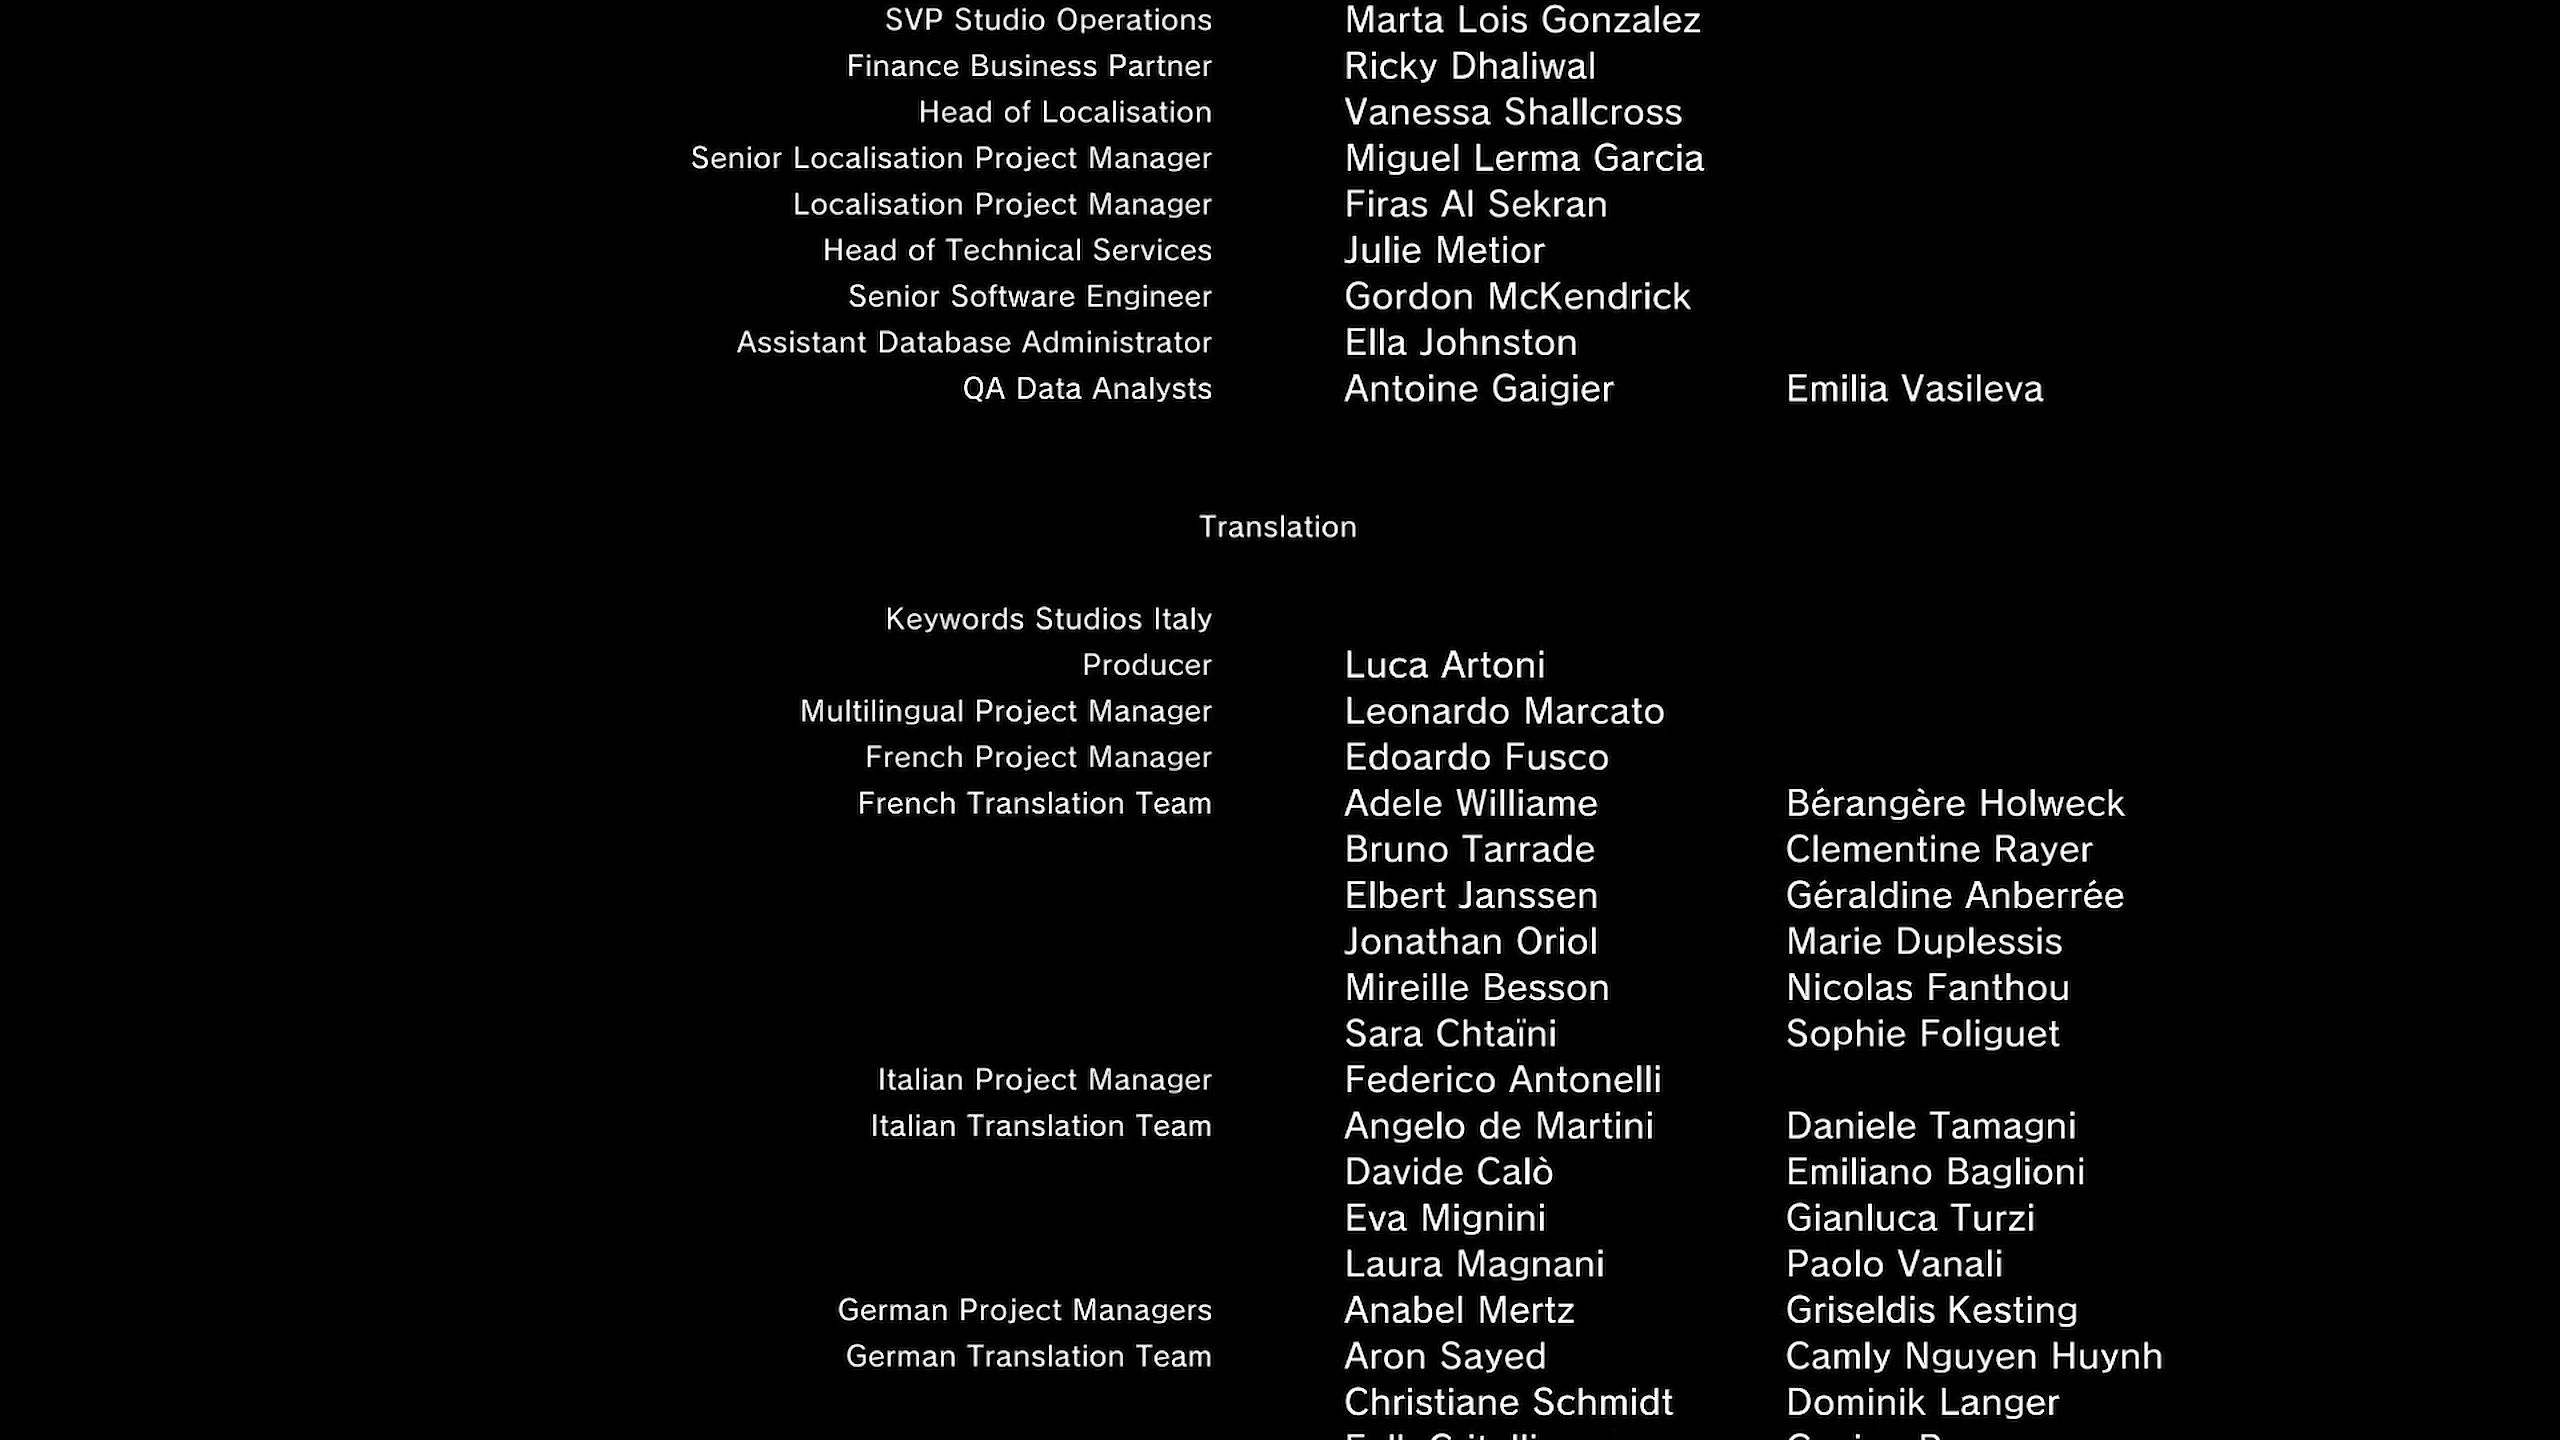 SVP Studio Operations Marta Lois Gonzalez
Finance Business Partner Ricky Dhaliwal
Head of Localisation Vanessa Shallcross
Senior Localisation Project Manager Miguel Lerma Garcia
Localisation Project Manager Firas Al Sekran
Head of Technical Services Julie Metior
Senior Software Engineer Gordon McKendrick
Assistant Database Administrator Ella Johnston
QA Data Analysts Antoine Gaigier Emilia Vasileva
Translation
Keywords Studios Italy
Producer Luca Artoni
Multilingual Project Manager Leonardo Marcato
French Project Manager Edoardo Fusco
French Translation Team Adele Williame Bérangère Holweck
Bruno Tarrade Clementine Rayer
Elbert Janssen Géraldine Anberrée
Jonathan Oriol Marie Duplessis
Mireille Besson Nicolas Fanthou
Sara Chtaïni Sophie Foliguet
Italian Project Manager Federico Antonelli
Italian Translation Team Angelo de Martini Daniele Tamagni
Davide Calò Emiliano Baglioni
Eva Mignini Gianluca Turzi
Laura Magnani Paolo Vanali
German Project Managers Anabel Mertz Griseldis Kesting
German Translation Team Aron Sayed Camly Nguyen Huynh
Christiane Schmidt Dominik Langer